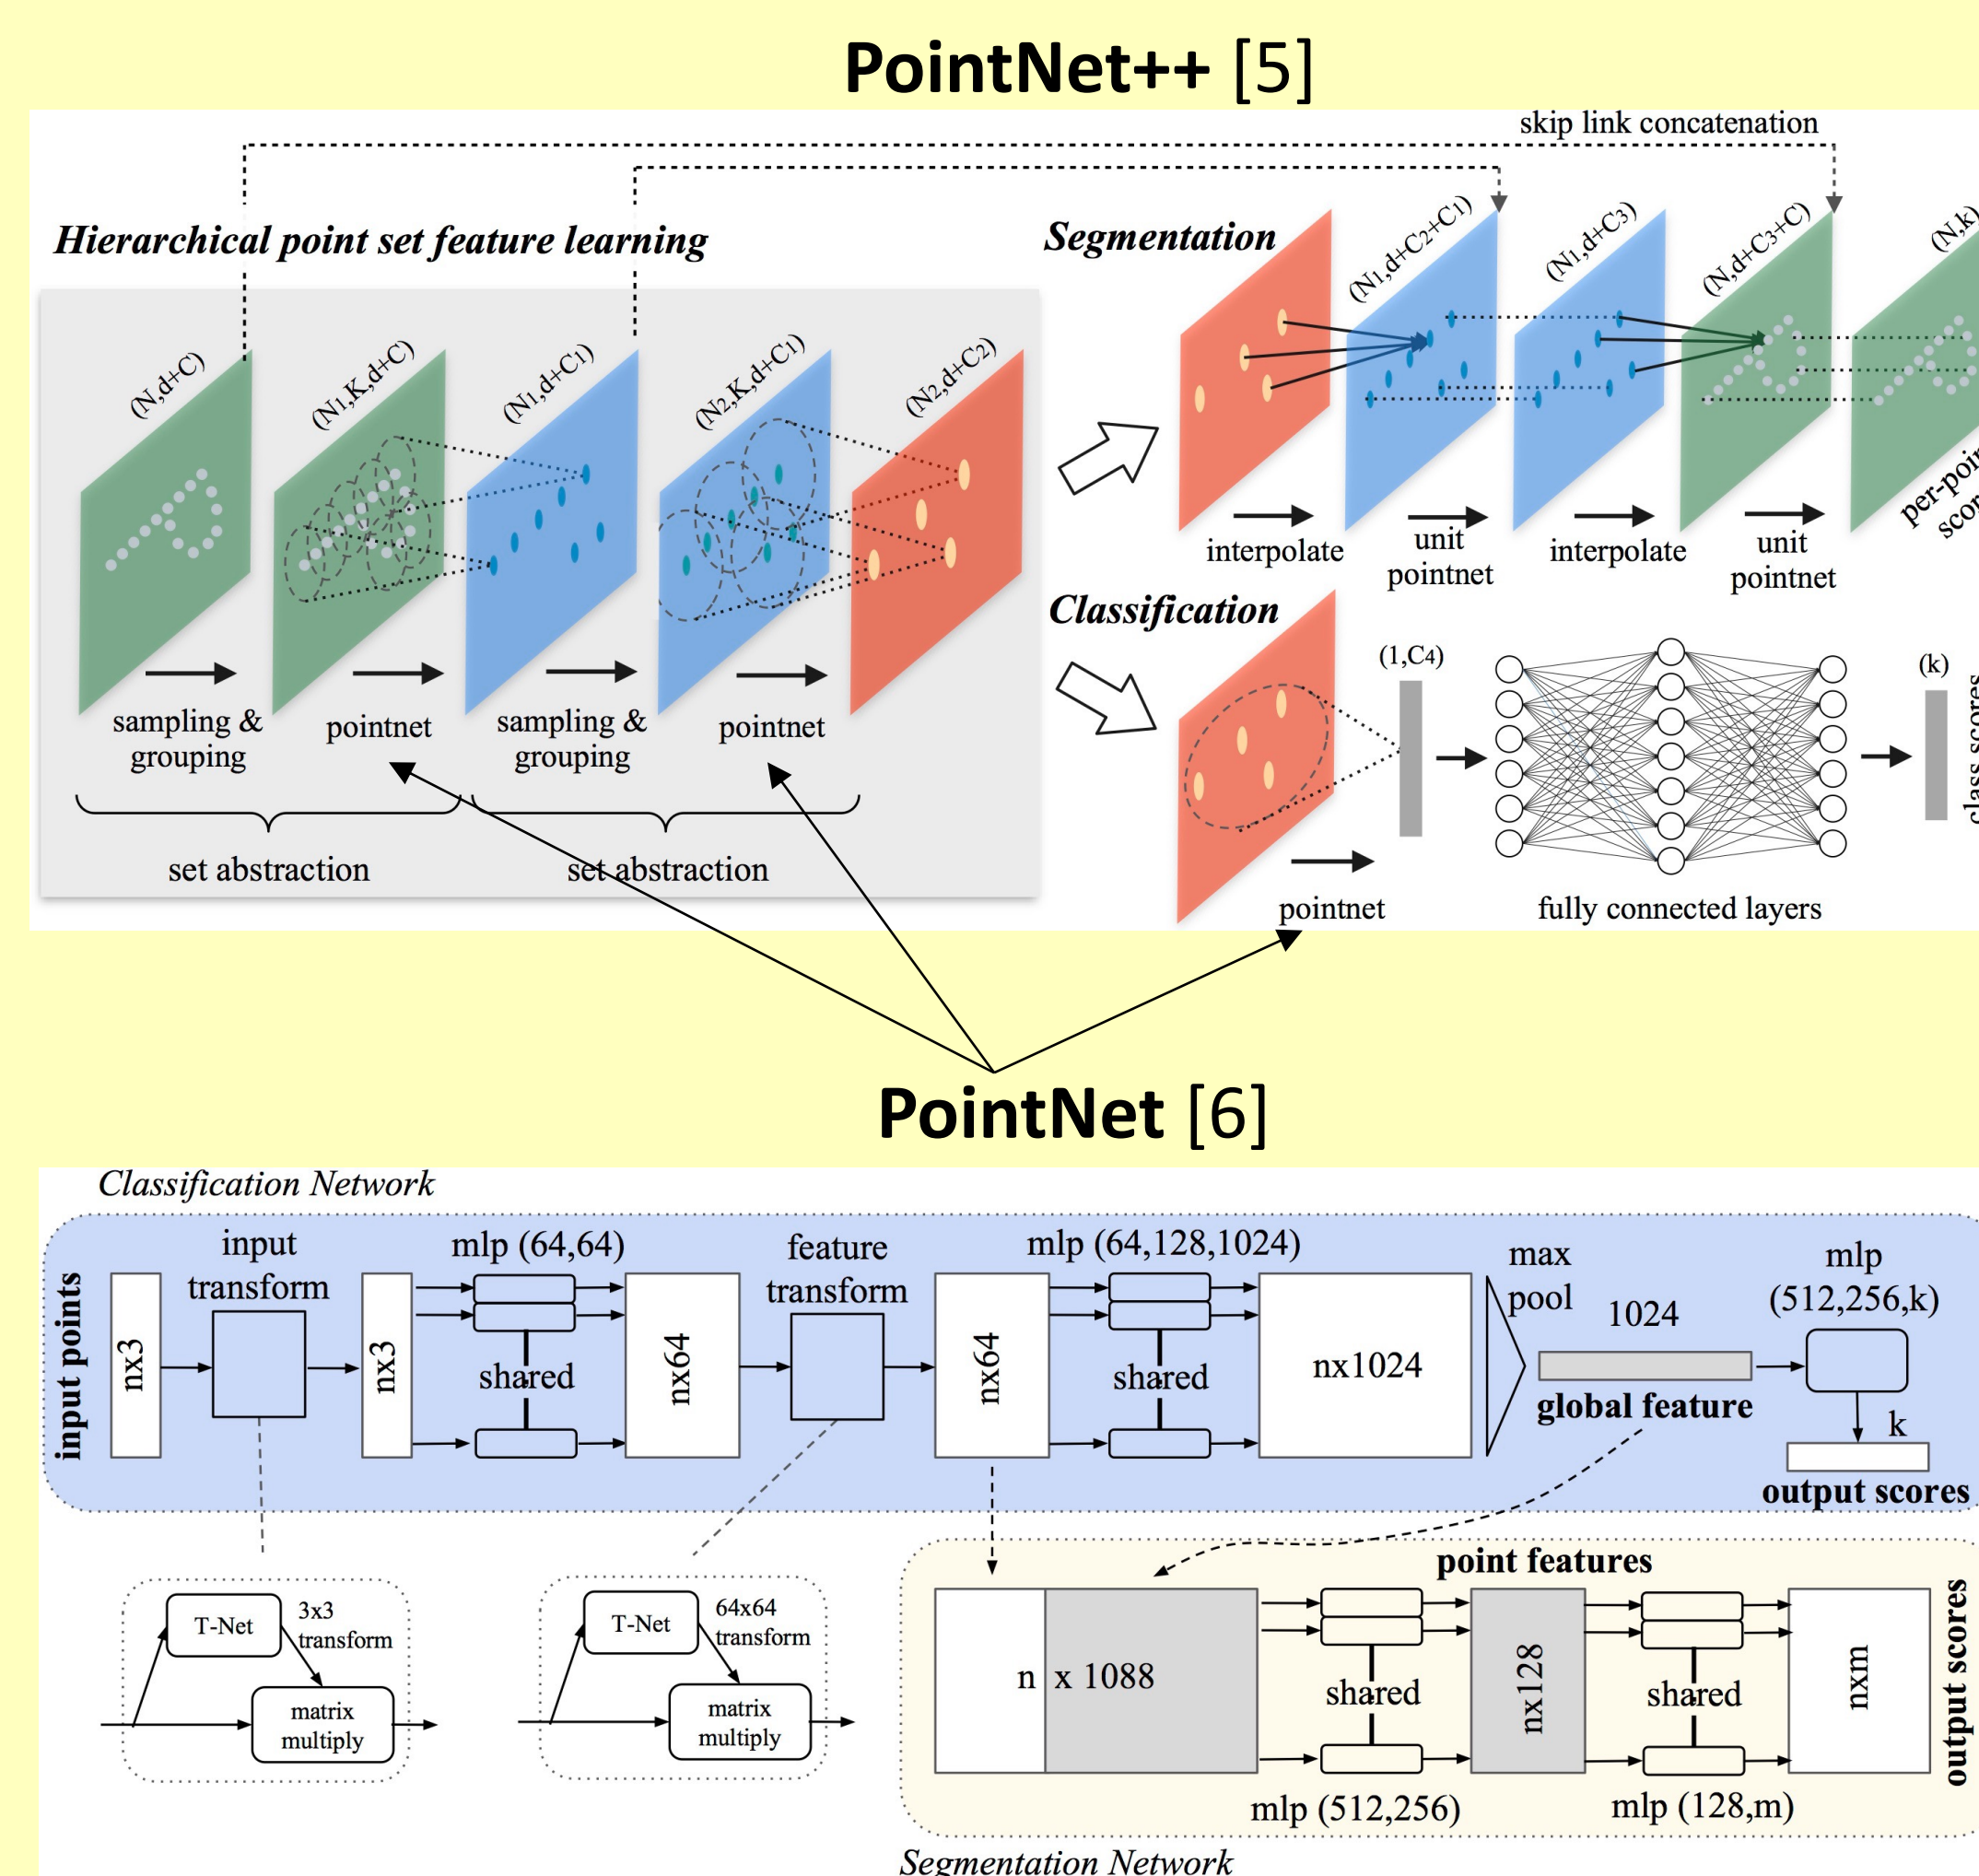 PointNet++ [5]
skip link concatenation
Hierarchical point set feature learning
(N,d+C)
(N1,K,d+C)
(N1,d+C1)
(N2,K,d+C1)
(N2,d+C2)
sampling &
grouping
pointnet
sampling &
grouping
pointnet
set abstraction
set abstraction
Segmentation
(N1,d+C2+C1)
(N1,d+C3)
(N,d+C3+C)
(N,k)
interpolate
unit
pointnet
interpolate
unit
pointnet
Classification
(1,C4)
(k)
class scores
pointnet
fully connected layers
PointNet [6]
Classification Network
input points
nx3
input
transform
nx3
mlp (64,64)
shared
nx64
feature
transform
nx64
mlp (64,128,1024)
shared
nx1024
max
pool
1024
global feature
mlp
(512,256,k)
k
output scores
T-Net
3x3
transform
matrix
multiply
T-Net
64x64
transform
matrix
multiply
point features
n x 1088
shared
mlp (512,256)
nx128
shared
mlp (128,m)
nxm
output scores
Segmentation Network